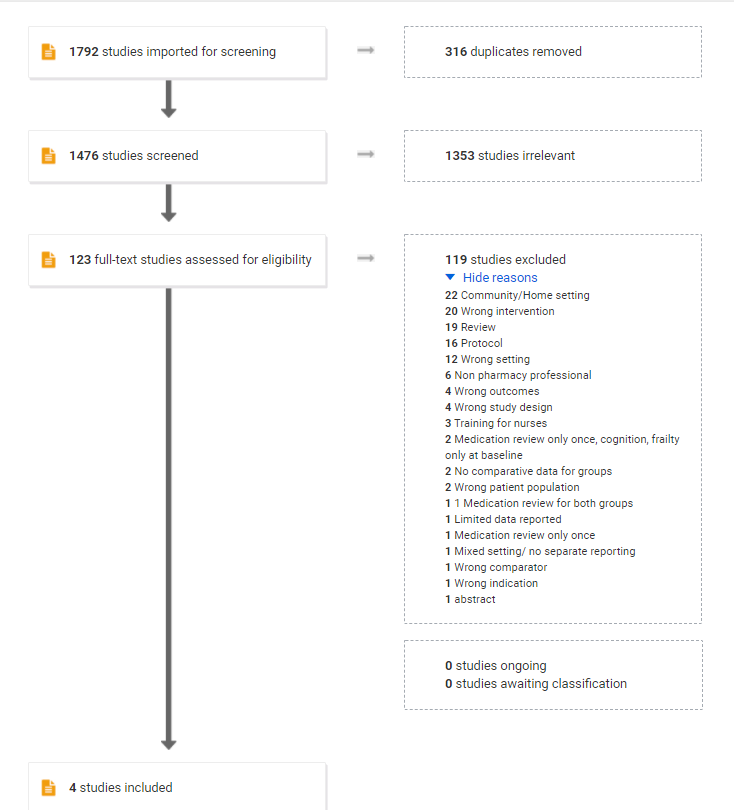 1792 studies imported for screening
316 duplicates removed
1476 studies screened
1353 studies irrelevant
123 full-text studies assessed for eligibility
119 studies excluded
Hide reasons
22 Community/Home setting
20 Wrong intervention
19 Review
16 Protocol
12 Wrong setting
6 Non pharmacy professional
4 Wrong outcomes
4 Wrong study design
3 Training for nurses
2 Medication review only once, cognition, frailty
only at baseline
2 No comparative data for groups
2 Wrong patient population
1 1 Medication review for both groups
1 Limited data reported
1 Medication review only once
1 Mixed setting/ no separate reporting
1 Wrong comparator
1 Wrong indication
1 abstract
0 studies ongoing
0 studies awaiting classification
4 studies included